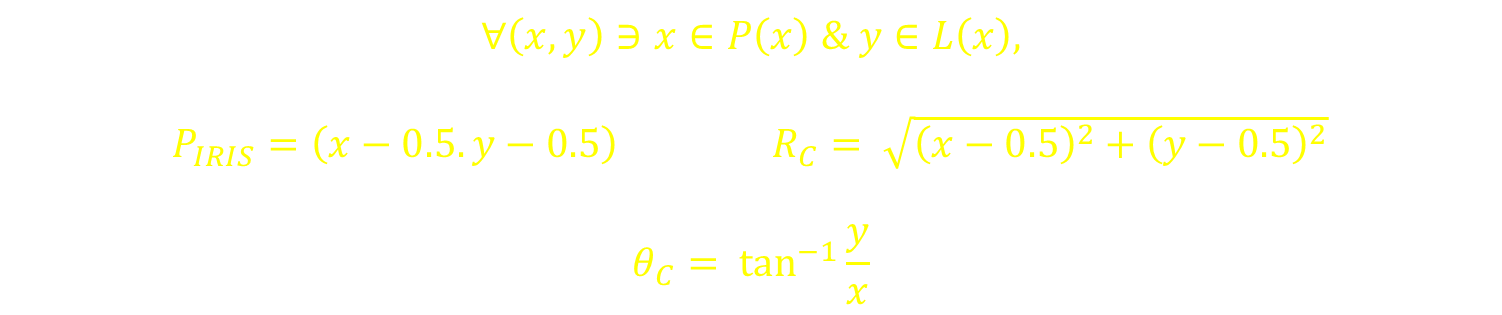 ∀(x, y) ∋ x ∈ P(x) & y ∈ L(x),
P_IRIS = (x − 0.5. y − 0.5) R_C = √((x − 0.5)² + (y − 0.5)²)
θ_C = tan⁻¹ y/x